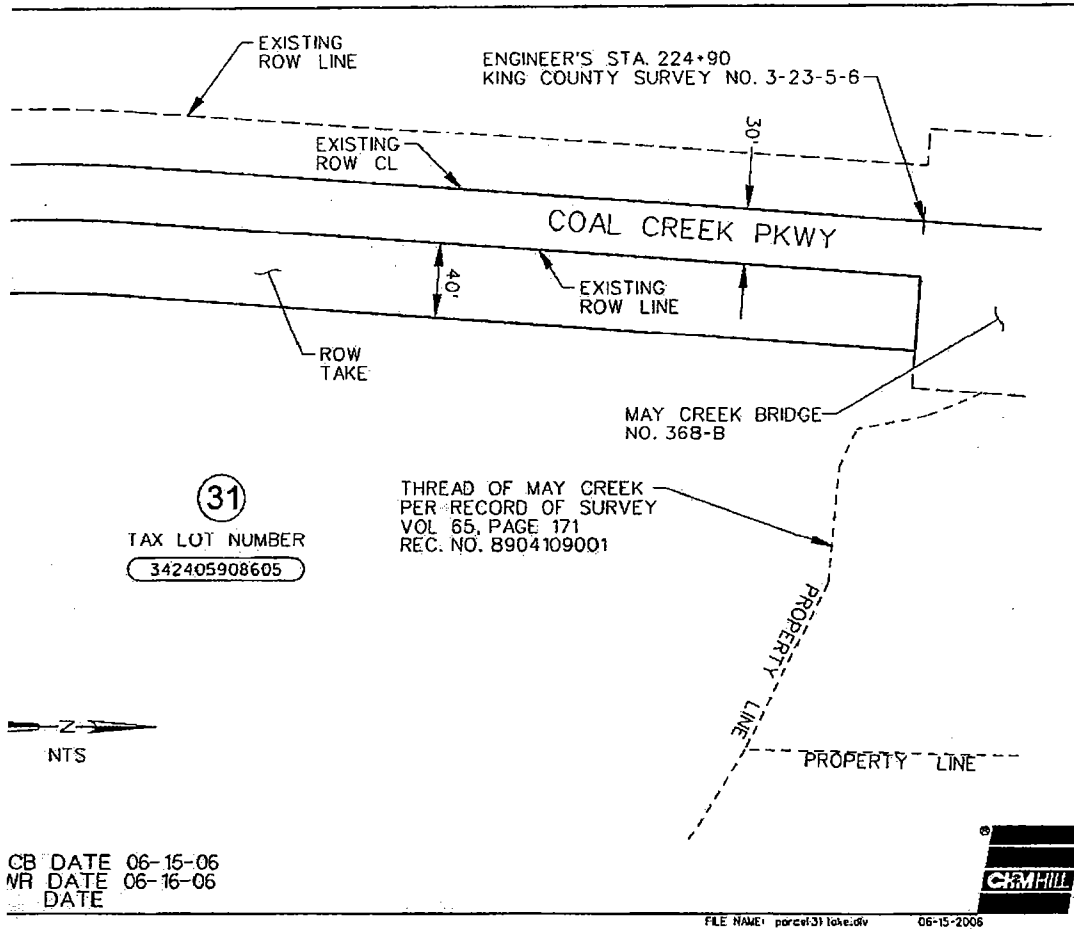 EXISTING
ROW LINE
ENGINEER'S STA. 224+90
KING COUNTY SURVEY NO. 3-23-5-6
EXISTING
ROW CL
30'
COAL CREEK PKWY
40'
EXISTING
ROW LINE
ROW
TAKE
MAY CREEK BRIDGE
NO. 368-B
31
TAX LOT NUMBER
342405908605
THREAD OF MAY CREEK
PER RECORD OF SURVEY
VOL 65, PAGE 171
REC. NO. 8904109001
PROPERTY LINE
PROPERTY LINE
Z
NTS
CB DATE 06-15-06
WR DATE 06-16-06
DATE
®
CH2MHILL
FILE NAME: parcel31 take.dlv 06-15-2006